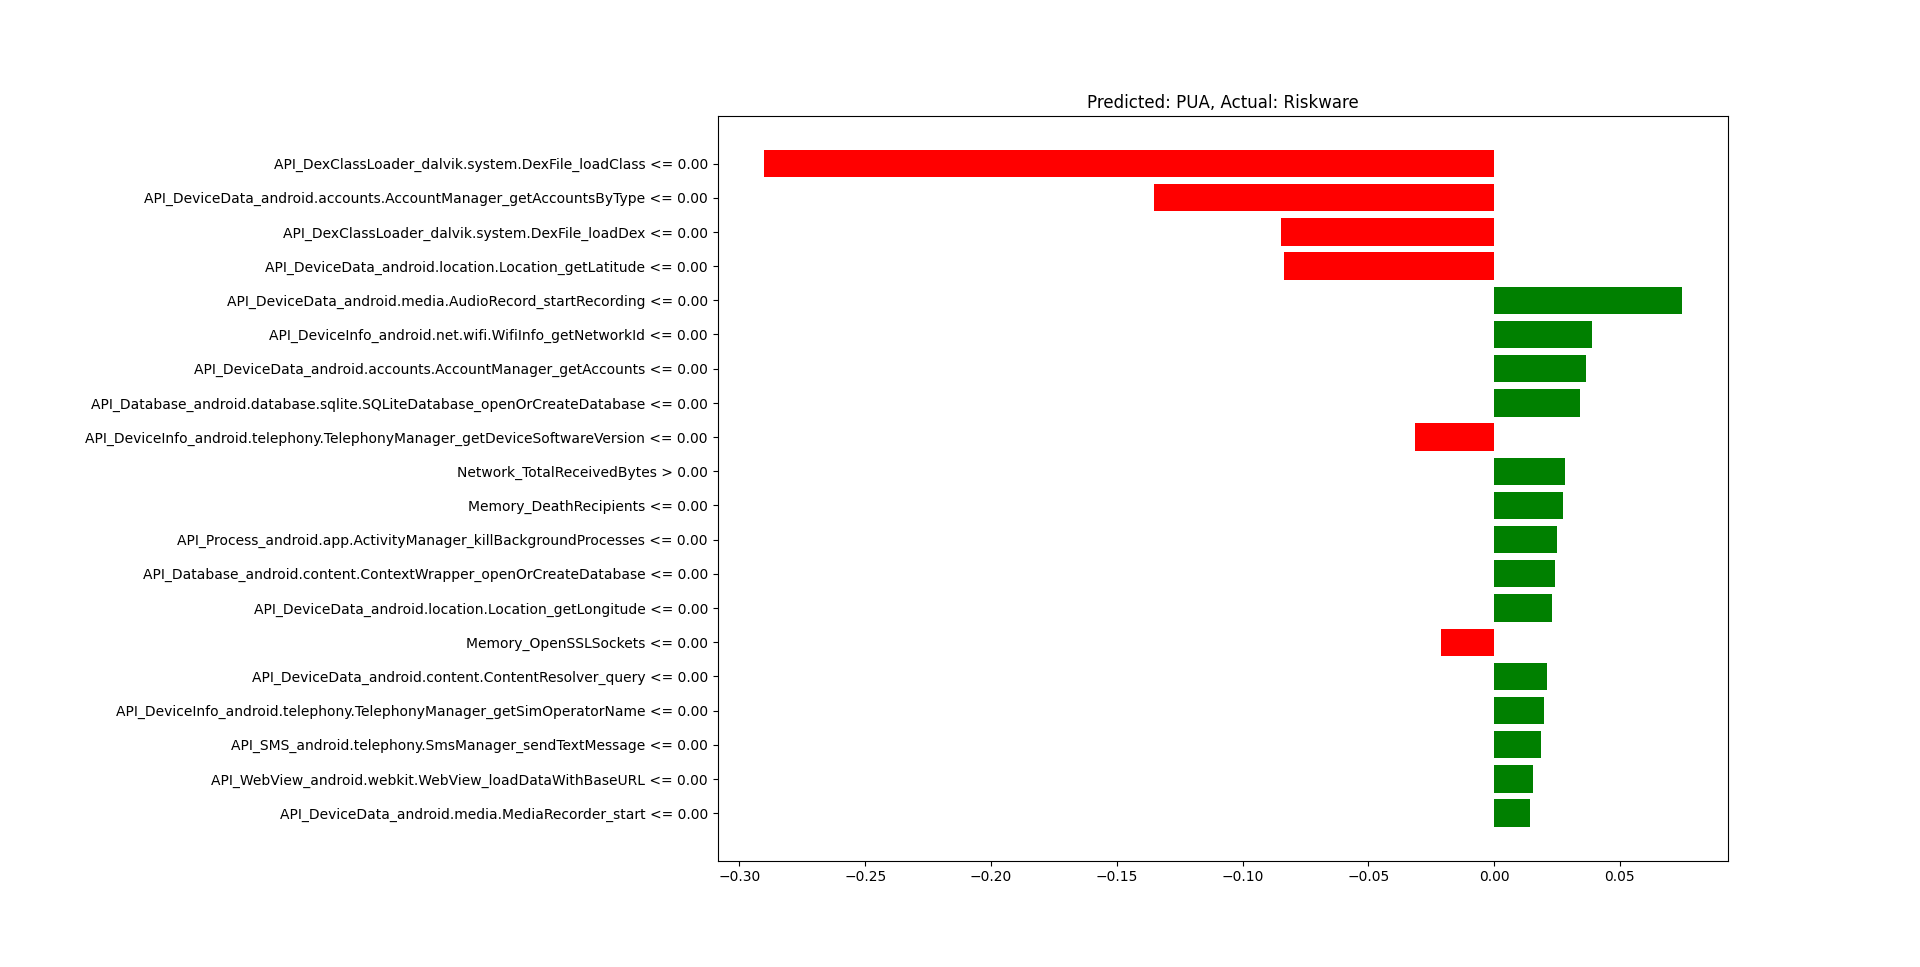 Predicted: PUA, Actual: Riskware
API_DexClassLoader_dalvik.system.DexFile_loadClass <= 0.00
API_DeviceData_android.accounts.AccountManager_getAccountsByType <= 0.00
API_DexClassLoader_dalvik.system.DexFile_loadDex <= 0.00
API_DeviceData_android.location.Location_getLatitude <= 0.00
API_DeviceData_android.media.AudioRecord_startRecording <= 0.00
API_DeviceInfo_android.net.wifi.WifiInfo_getNetworkId <= 0.00
API_DeviceData_android.accounts.AccountManager_getAccounts <= 0.00
API_Database_android.database.sqlite.SQLiteDatabase_openOrCreateDatabase <= 0.00
API_DeviceInfo_android.telephony.TelephonyManager_getDeviceSoftwareVersion <= 0.00
Network_TotalReceivedBytes > 0.00
Memory_DeathRecipients <= 0.00
API_Process_android.app.ActivityManager_killBackgroundProcesses <= 0.00
API_Database_android.content.ContextWrapper_openOrCreateDatabase <= 0.00
API_DeviceData_android.location.Location_getLongitude <= 0.00
Memory_OpenSSLSockets <= 0.00
API_DeviceData_android.content.ContentResolver_query <= 0.00
API_DeviceInfo_android.telephony.TelephonyManager_getSimOperatorName <= 0.00
API_SMS_android.telephony.SmsManager_sendTextMessage <= 0.00
API_WebView_android.webkit.WebView_loadDataWithBaseURL <= 0.00
API_DeviceData_android.media.MediaRecorder_start <= 0.00
−0.30 −0.25 −0.20 −0.15 −0.10 −0.05 0.00 0.05